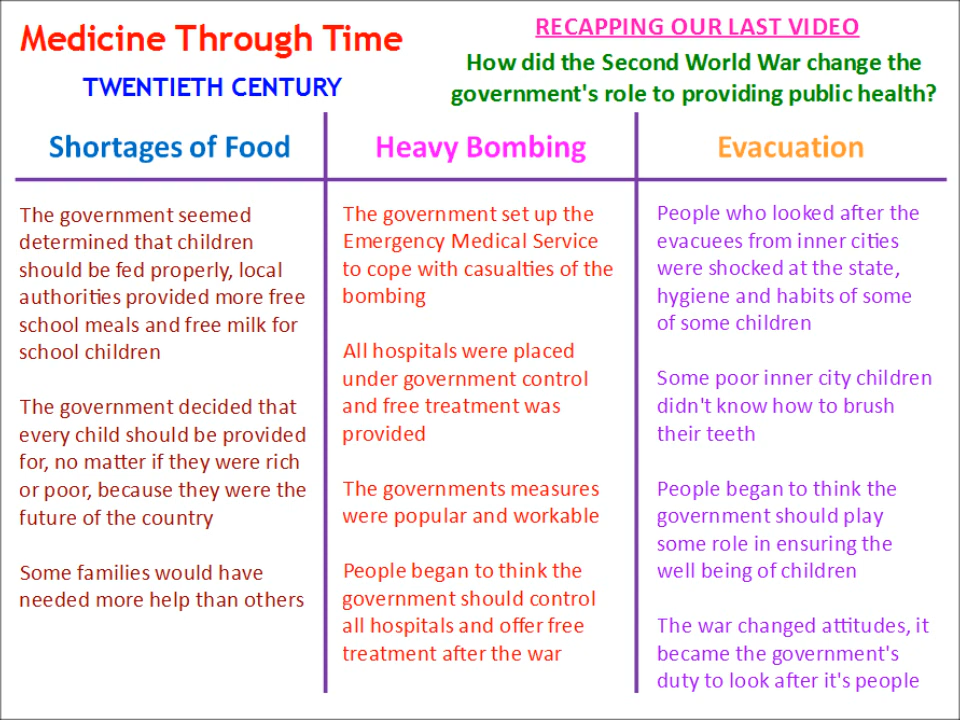 Medicine Through Time
TWENTIETH CENTURY
RECAPPING OUR LAST VIDEO
How did the Second World War change the
government's role to providing public health?
Shortages of Food
The government seemed
determined that children
should be fed properly, local
authorities provided more free
school meals and free milk for
school children
The government decided that
every child should be provided
for, no matter if they were rich
or poor, because they were the
future of the country
Some families would have
needed more help than others
Heavy Bombing
The government set up the
Emergency Medical Service
to cope with casualties of the
bombing
All hospitals were placed
under government control
and free treatment was
provided
The governments measures
were popular and workable
People began to think the
government should control
all hospitals and offer free
treatment after the war
Evacuation
People who looked after the
evacuees from inner cities
were shocked at the state,
hygiene and habits of some
of some children
Some poor inner city children
didn't know how to brush
their teeth
People began to think the
government should play
some role in ensuring the
well being of children
The war changed attitudes, it
became the government's
duty to look after it's people